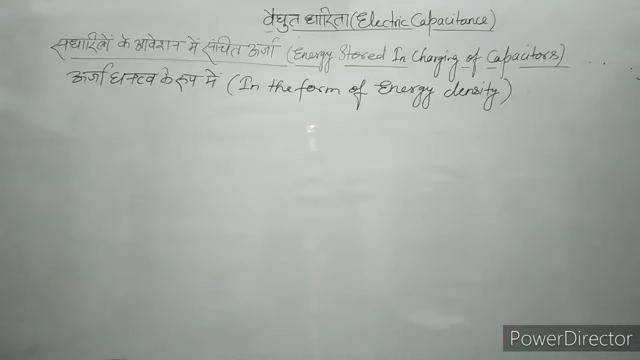 वैद्युत धारिता (Electric Capacitance)
संधारित्रों के आवेशन में संचित ऊर्जा (Energy Stored In Charging of Capacitors)
ऊर्जा घनत्व के रूप में (In the form of Energy density)
PowerDirector